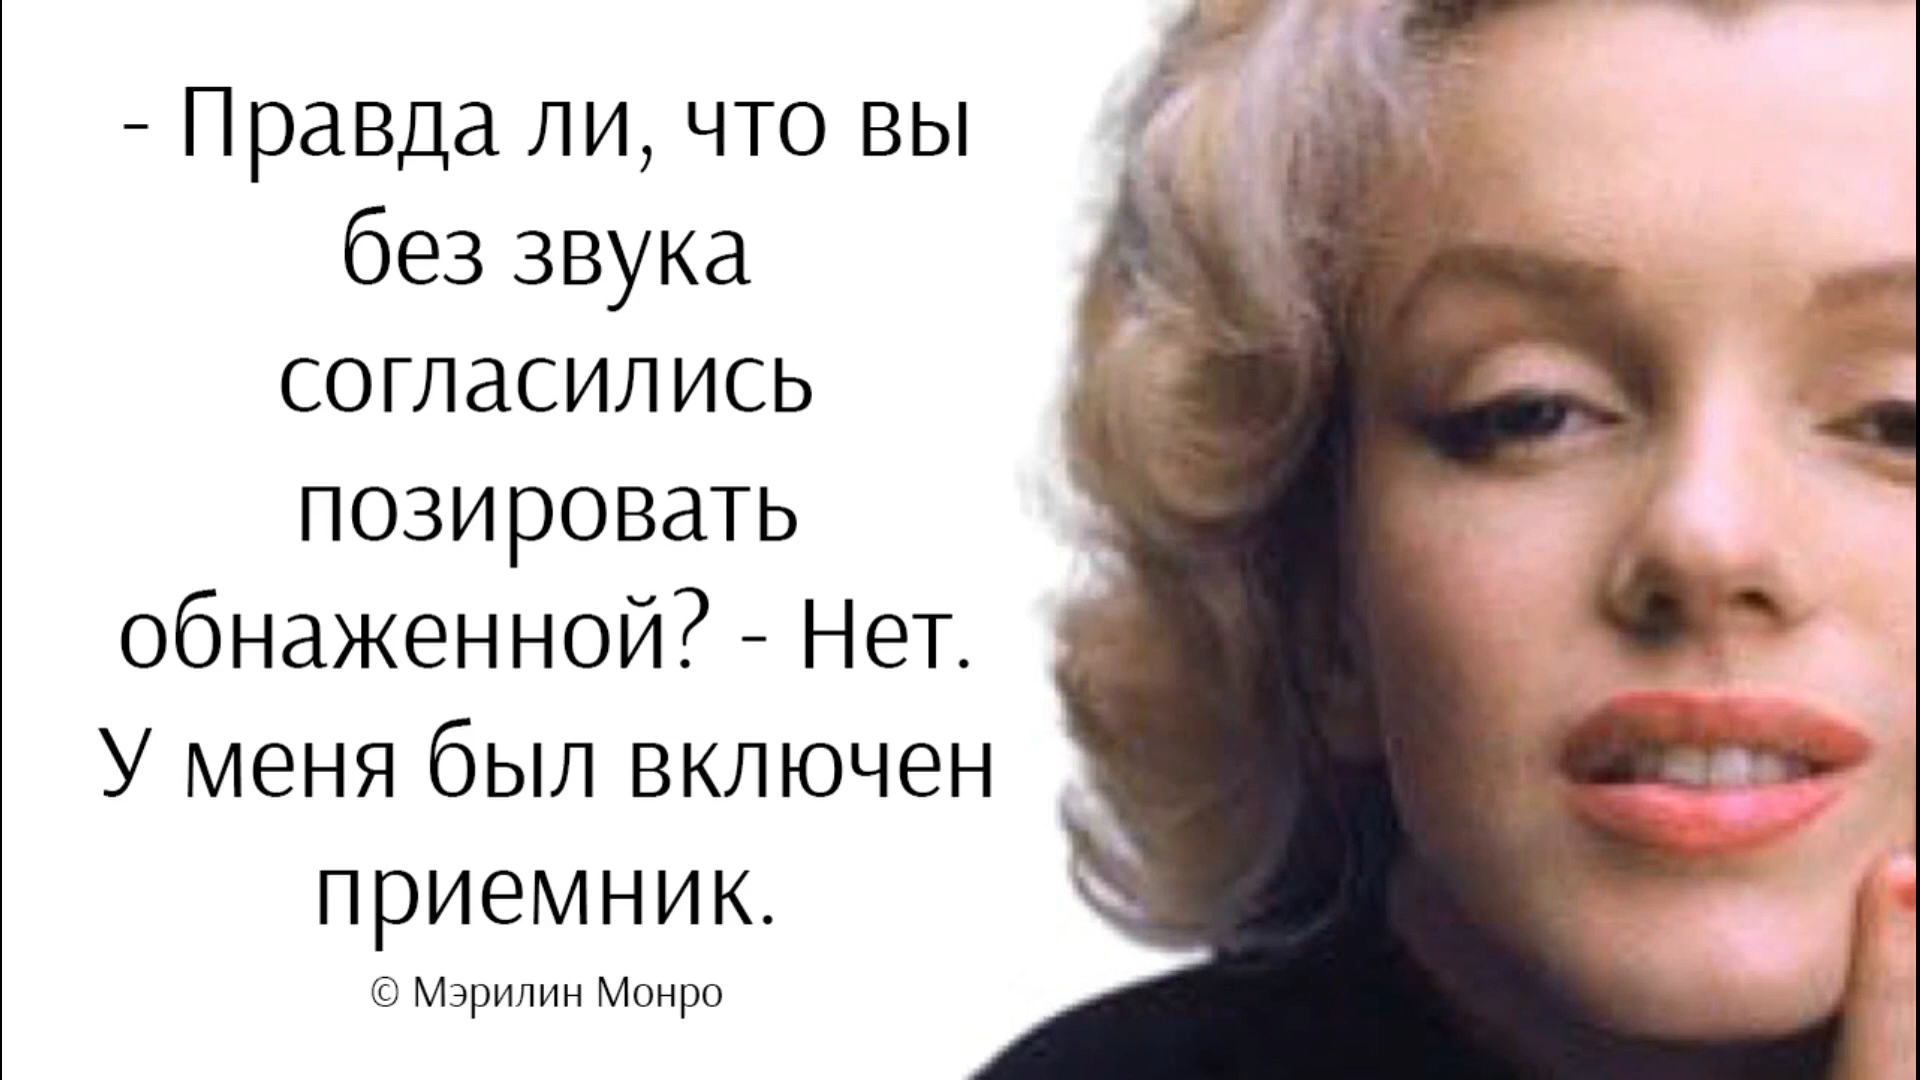 - Правда ли, что вы
без звука
согласились
позировать
обнаженной? - Нет.
У меня был включен
приемник.
© Мэрилин Монро